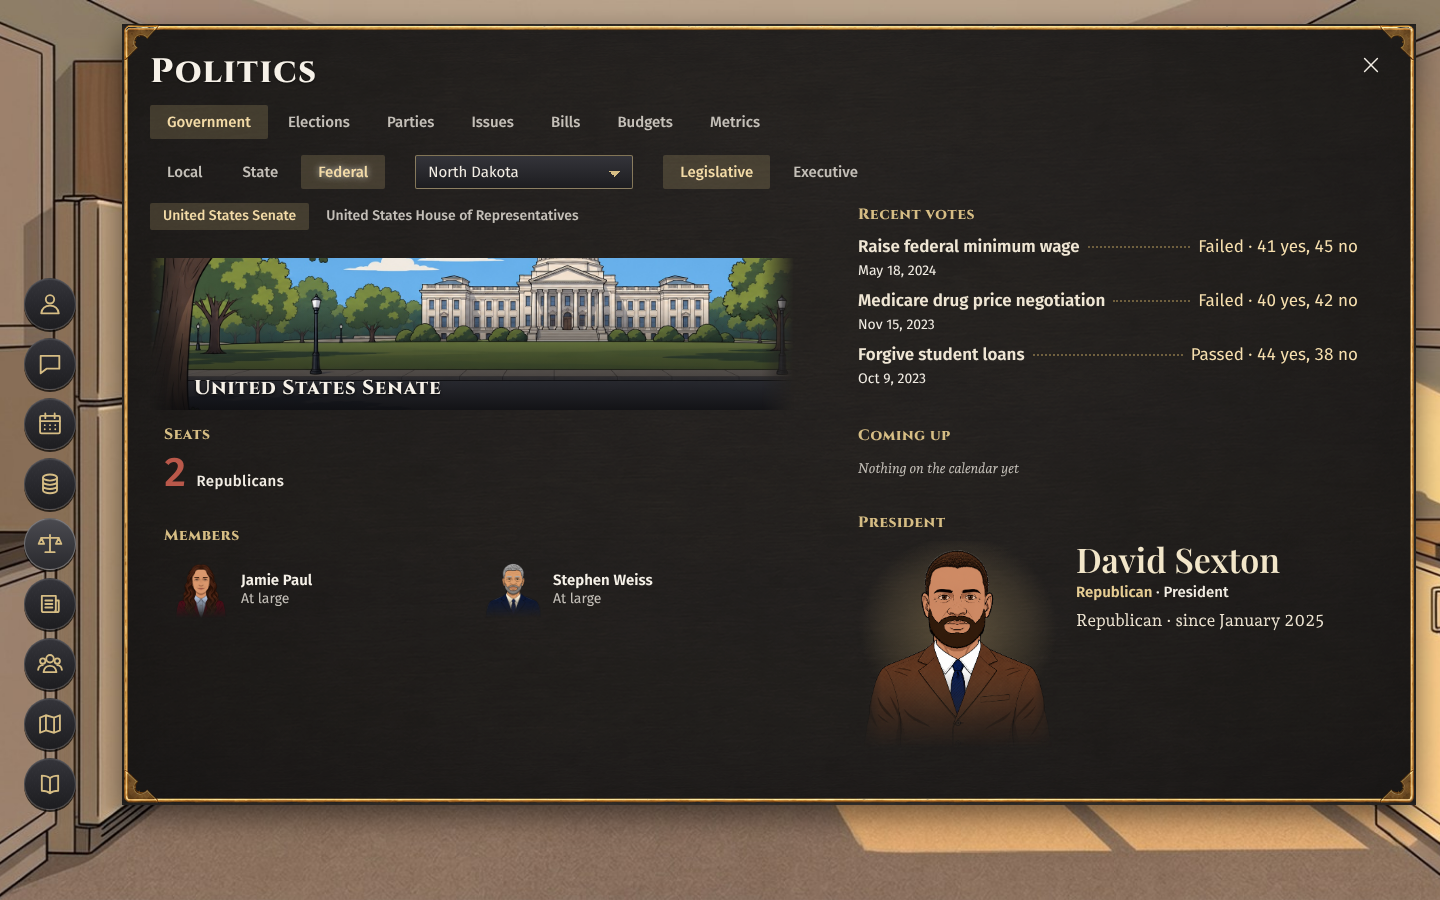 Politics
Government Elections Parties Issues Bills Budgets Metrics
Local State Federal North Dakota Legislative Executive
United States Senate United States House of Representatives
United States Senate
Seats
2 Republicans
Members
Jamie Paul
At large
Stephen Weiss
At large
Recent votes
Raise federal minimum wage Failed · 41 yes, 45 no
May 18, 2024
Medicare drug price negotiation Failed · 40 yes, 42 no
Nov 15, 2023
Forgive student loans Passed · 44 yes, 38 no
Oct 9, 2023
Coming up
Nothing on the calendar yet
President
David Sexton
Republican · President
Republican · since January 2025